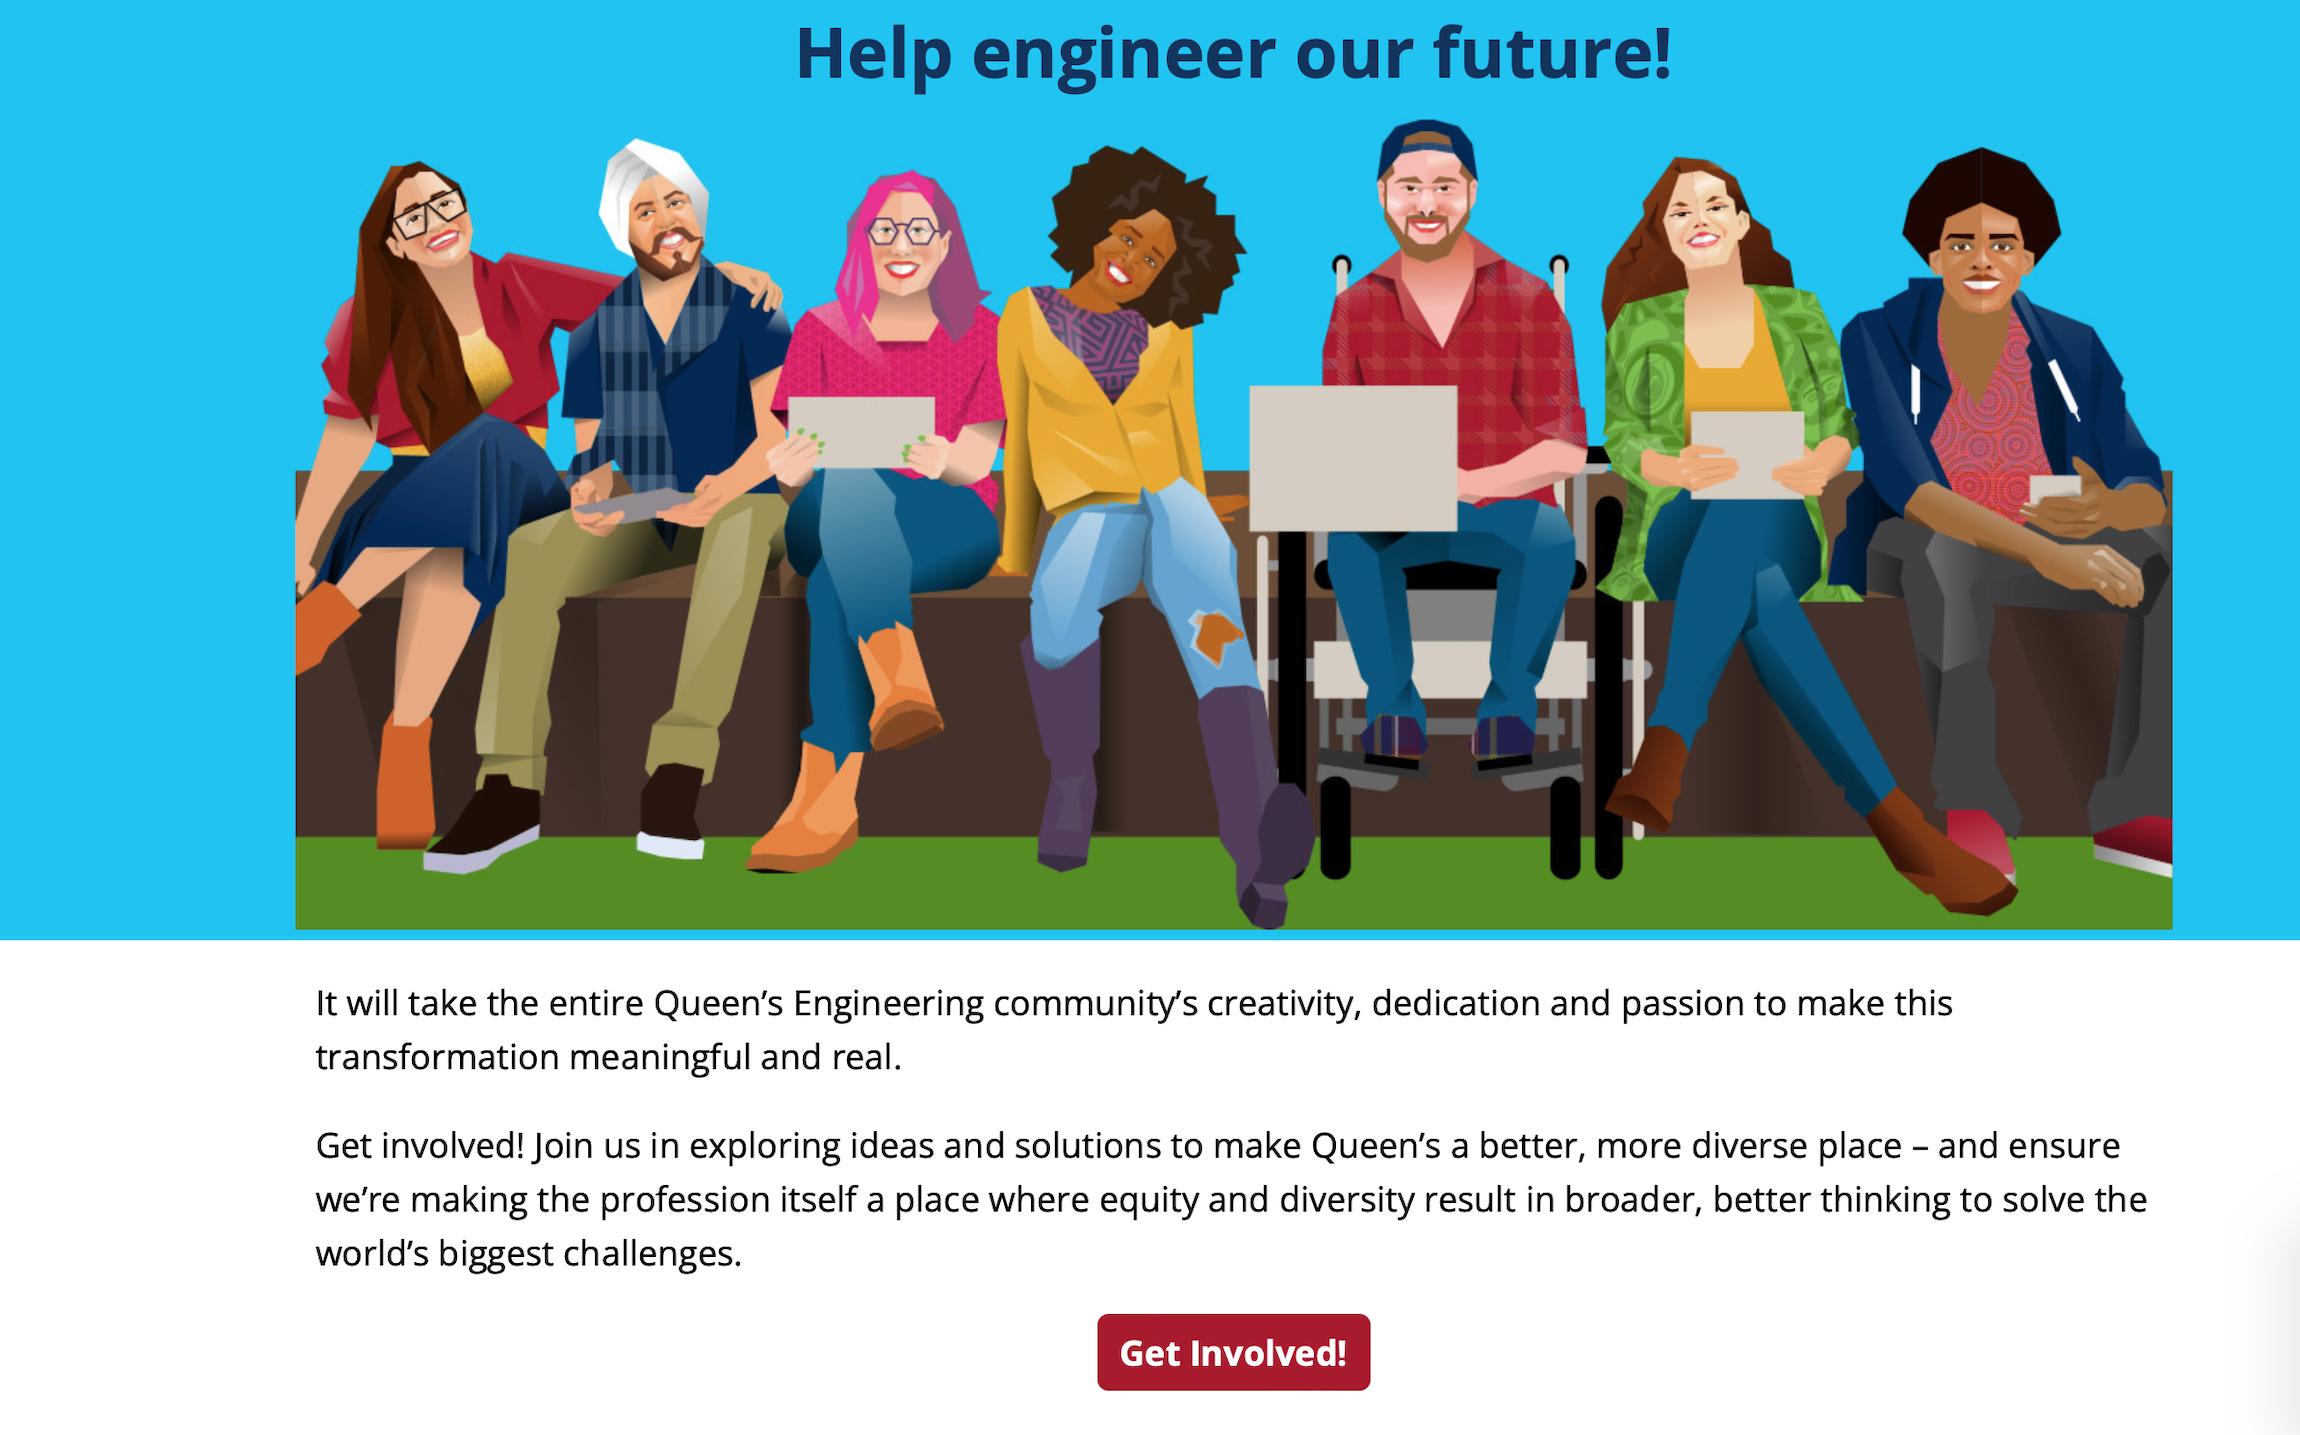 Help engineer our future!
It will take the entire Queen’s Engineering community’s creativity, dedication and passion to make this
transformation meaningful and real.
Get involved! Join us in exploring ideas and solutions to make Queen’s a better, more diverse place – and ensure
we’re making the profession itself a place where equity and diversity result in broader, better thinking to solve the
world’s biggest challenges.
Get Involved!